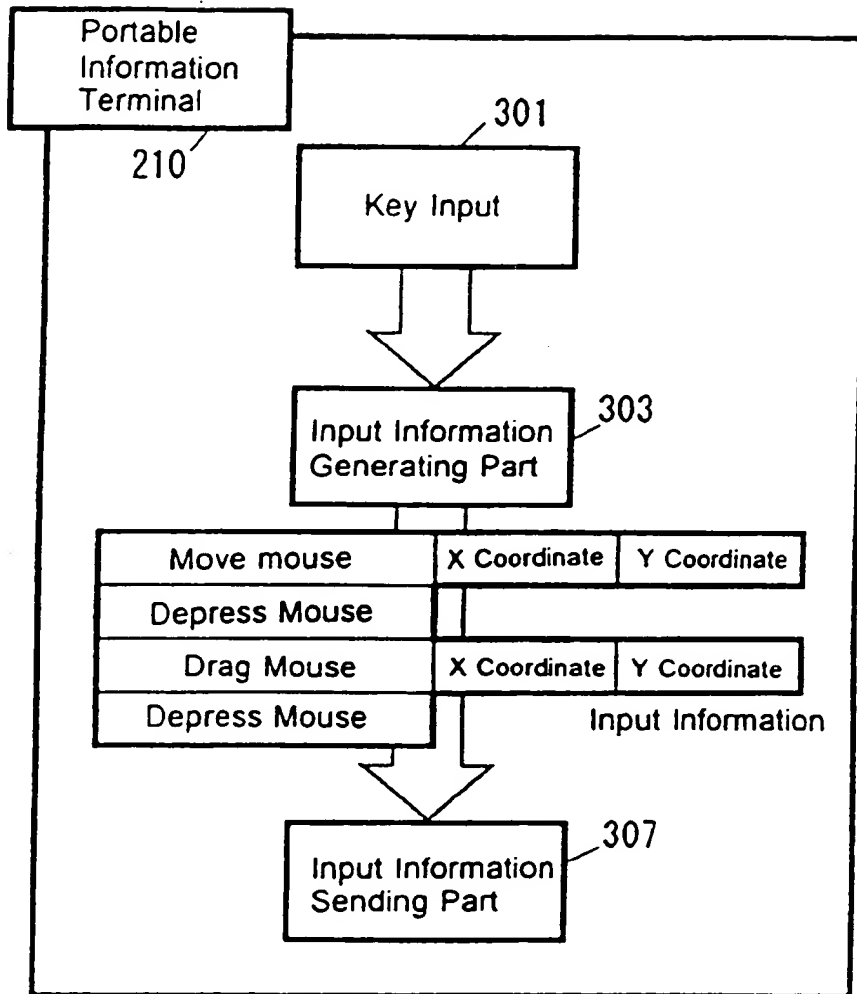 Portable
Information
Terminal
210
301
Key Input
303
Input Information
Generating Part
Move mouse X Coordinate Y Coordinate
Depress Mouse
Drag Mouse X Coordinate Y Coordinate
Depress Mouse
Input Information
307
Input Information
Sending Part